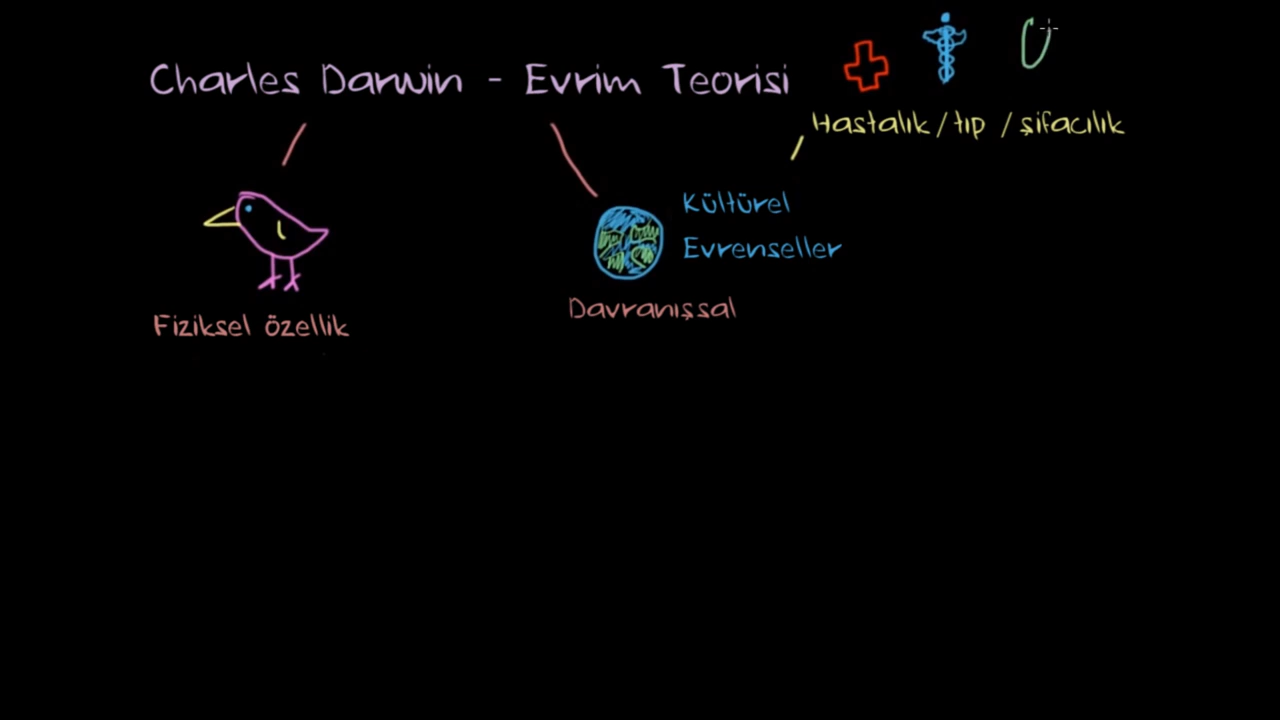 Charles Darwin - Evrim Teorisi
Hastalık / tıp / şifacılık
Kültürel
Evrenseller
Davranışsal
Fiziksel özellik